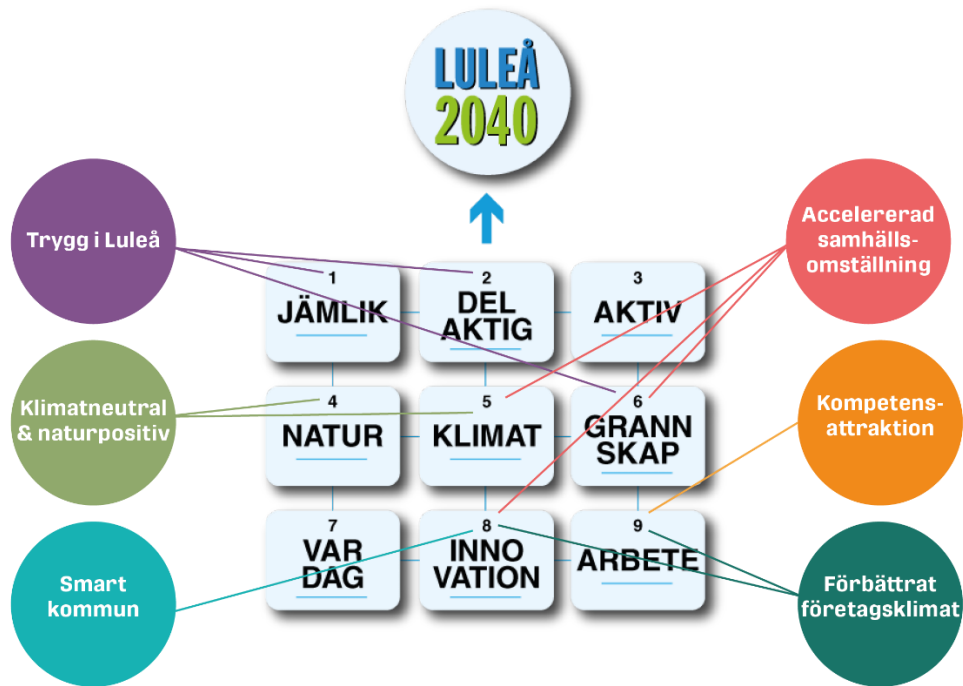 LULEÅ
2040
Trygg i Luleå
Accelererad
samhälls-
omställning
1
JÄMLIK
2
DEL
AKTIG
3
AKTIV
Klimatneutral
& naturpositiv
4
NATUR
5
KLIMAT
6
GRANN
SKAP
Kompetens-
attraktion
7
VAR
DAG
8
INNO
VATION
9
ARBETE
Smart
kommun
Förbättrat
företagsklimat